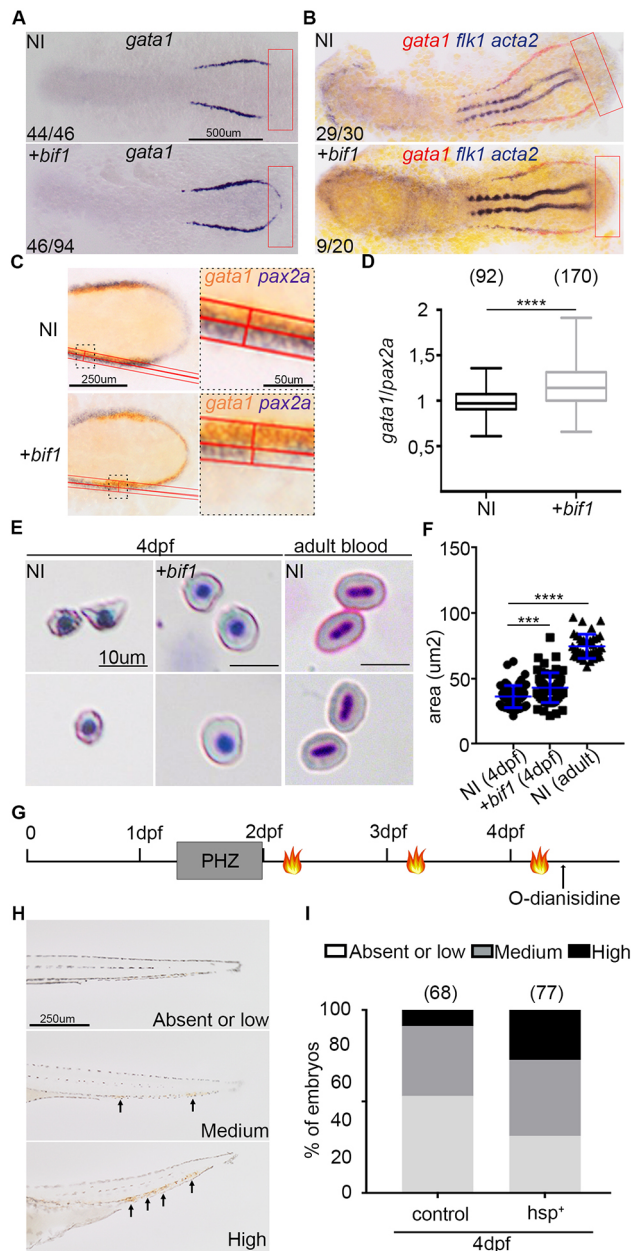 A
NI
gata1
44/46
500um
+bif1
gata1
46/94
B
NI
gata1 flk1 acta2
29/30
+bif1
gata1 flk1 acta2
9/20
C
NI
gata1 pax2a
250um
50um
+bif1
gata1 pax2a
D
(92) (170)
****
gata1/pax2a
2
1,5
1
0,5
NI
+bif1
E
4dpf
adult blood
NI
+bif1
NI
10um
F
area (um2)
150
100
50
0
****
***
NI (4dpf)
+bif1 (4dpf)
NI (adult)
G
0
1dpf
2dpf
3dpf
4dpf
PHZ
O-dianisidine
H
Absent or low
250um
Medium
High
I
Absent or low
Medium
High
(68)
(77)
% of embryos
100
80
60
40
20
0
control
hsp+
4dpf